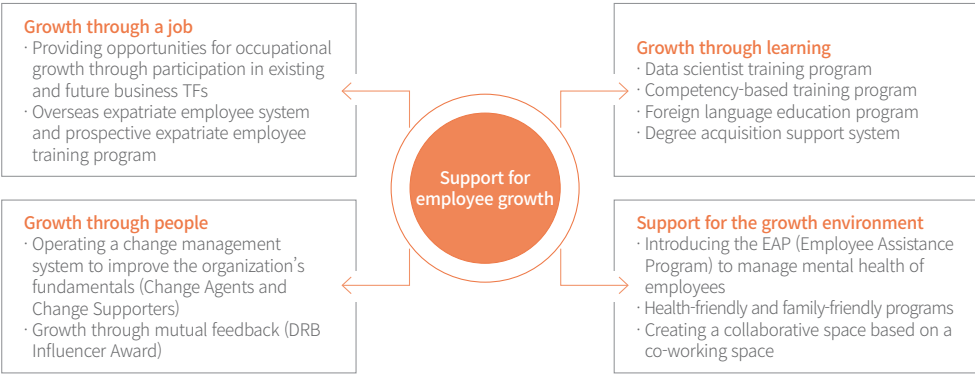 Growth through a job
· Providing opportunities for occupational
growth through participation in existing
and future business TFs
· Overseas expatriate employee system
and prospective expatriate employee
training program
Growth through learning
· Data scientist training program
· Competency-based training program
· Foreign language education program
· Degree acquisition support system
Support for
employee growth
Growth through people
· Operating a change management
system to improve the organization's
fundamentals (Change Agents and
Change Supporters)
· Growth through mutual feedback (DRB
Influencer Award)
Support for the growth environment
· Introducing the EAP (Employee Assistance
Program) to manage mental health of
employees
· Health-friendly and family-friendly programs
· Creating a collaborative space based on a
co-working space